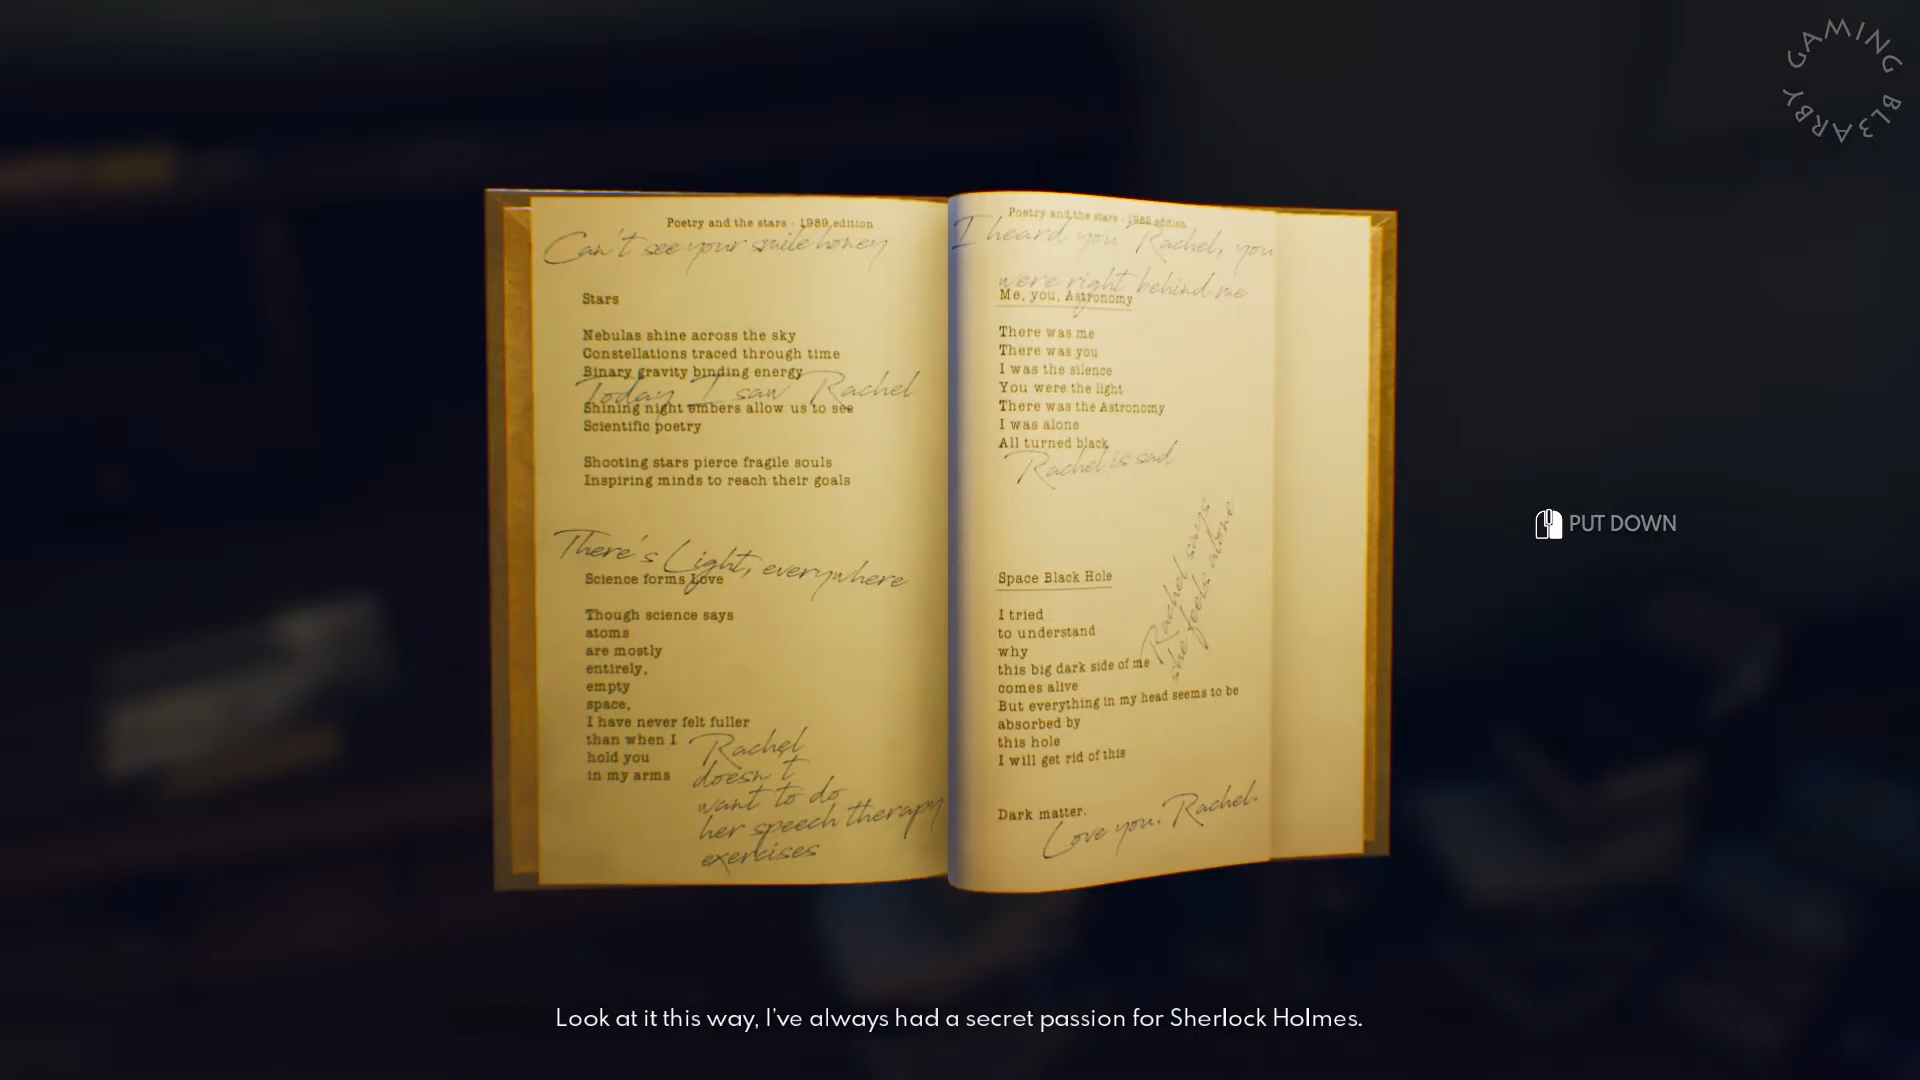 GAMING BL3ARBY
Poetry and the stars - 1989 edition
Can't see your smile honey
Stars
Nebulas shine across the sky
Constellations traced through time
Binary gravity binding energy
Today I saw Rachel
Shining night embers allow us to see
Scientific poetry
Shooting stars pierce fragile souls
Inspiring minds to reach their goals
There's Light, everywhere
Science forms Love
Though science says
atoms
are mostly
entirely,
empty
space,
I have never felt fuller
than when I
hold you
in my arms
Rachel
doesn't
want to do
her speech therapy
exercises
Poetry and the stars - 1989 edition
I heard you Rachel, you
were right behind me
Me, you, Astronomy
There was me
There was you
I was the silence
You were the light
There was the Astronomy
I was alone
All turned black
Rachel is sad
Rachel says
she feels alone
Space Black Hole
I tried
to understand
why
this big dark side of me
comes alive
But everything in my head seems to be
absorbed by
this hole
I will get rid of this
Dark matter.
Love you. Rachel.
PUT DOWN
Look at it this way, I've always had a secret passion for Sherlock Holmes.